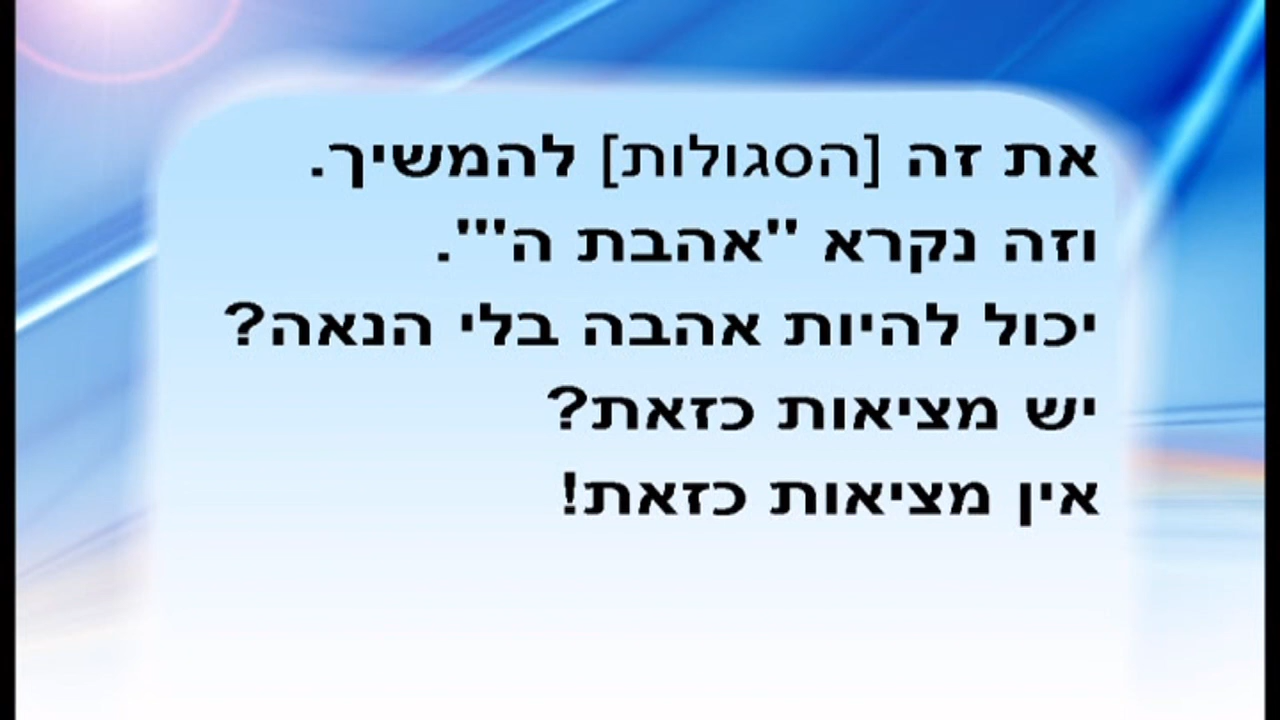 את זה [הסגולות] להמשיך.
וזה נקרא "אהבת ה'".
יכול להיות אהבה בלי הנאה?
יש מציאות כזאת?
אין מציאות כזאת!